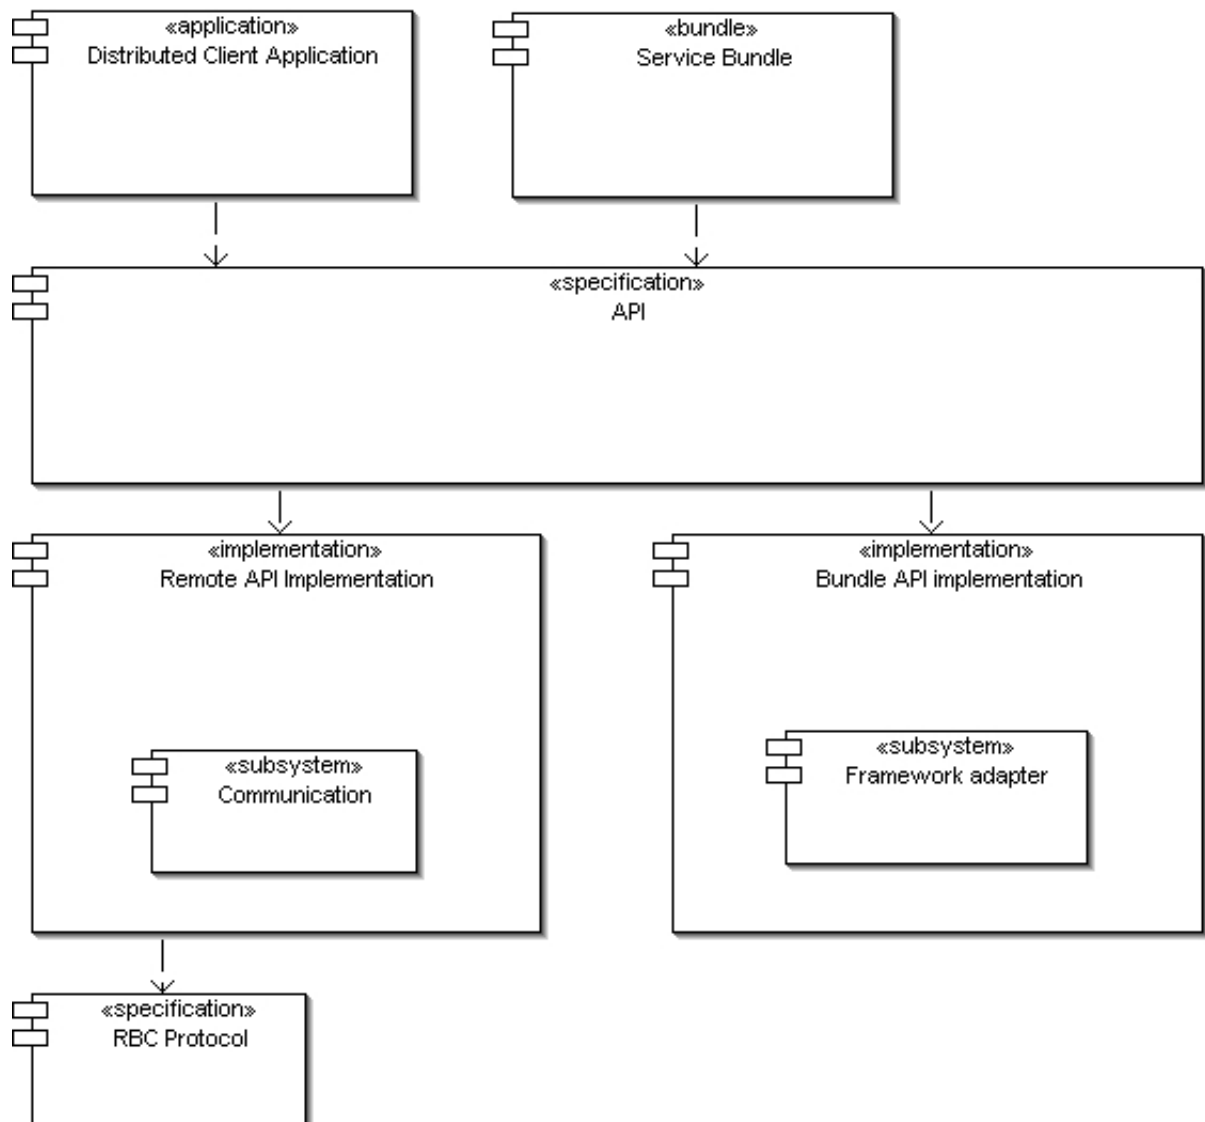 «application»
Distributed Client Application
«bundle»
Service Bundle
«specification»
API
«implementation»
Remote API Implementation
«implementation»
Bundle API implementation
«subsystem»
Communication
«subsystem»
Framework adapter
«specification»
RBC Protocol